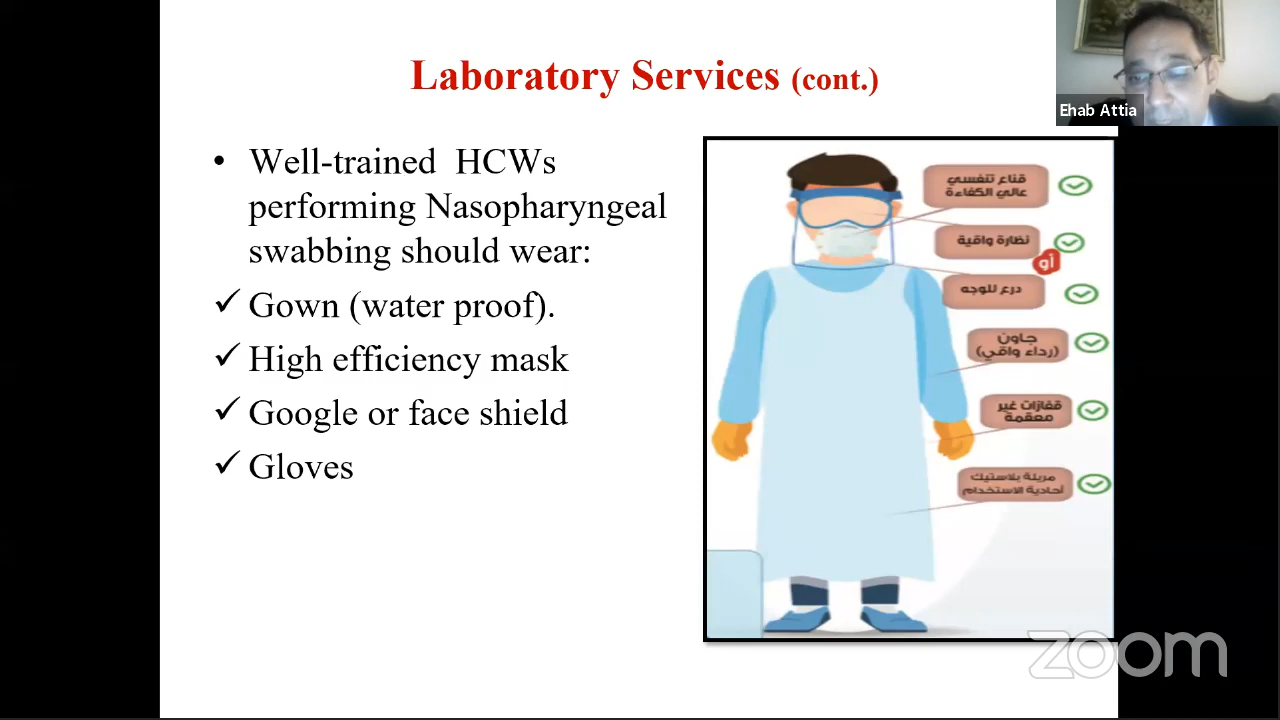 Laboratory Services (cont.)
Ehab Attia
• Well-trained HCWs
performing Nasopharyngeal
swabbing should wear:
✓ Gown (water proof).
✓ High efficiency mask
✓ Google or face shield
✓ Gloves
قناع تنفسي
عالي الكفاءة
نظارة واقية
أو
درع للوجه
جاون
(رداء واقي)
قفازات غير
معقمة
مريلة بلاستيك
أحادية الاستخدام
zoom